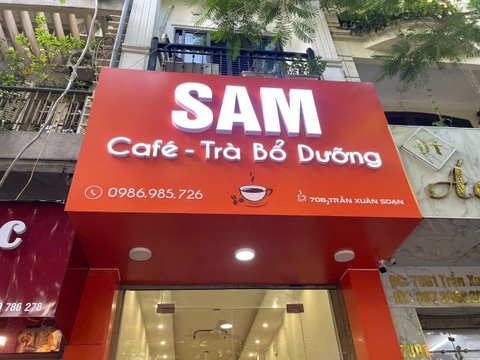 SAM
Café - Trà Bổ Dưỡng
0986.985.726
70B, TRẦN XUÂN SOẠN
786 278